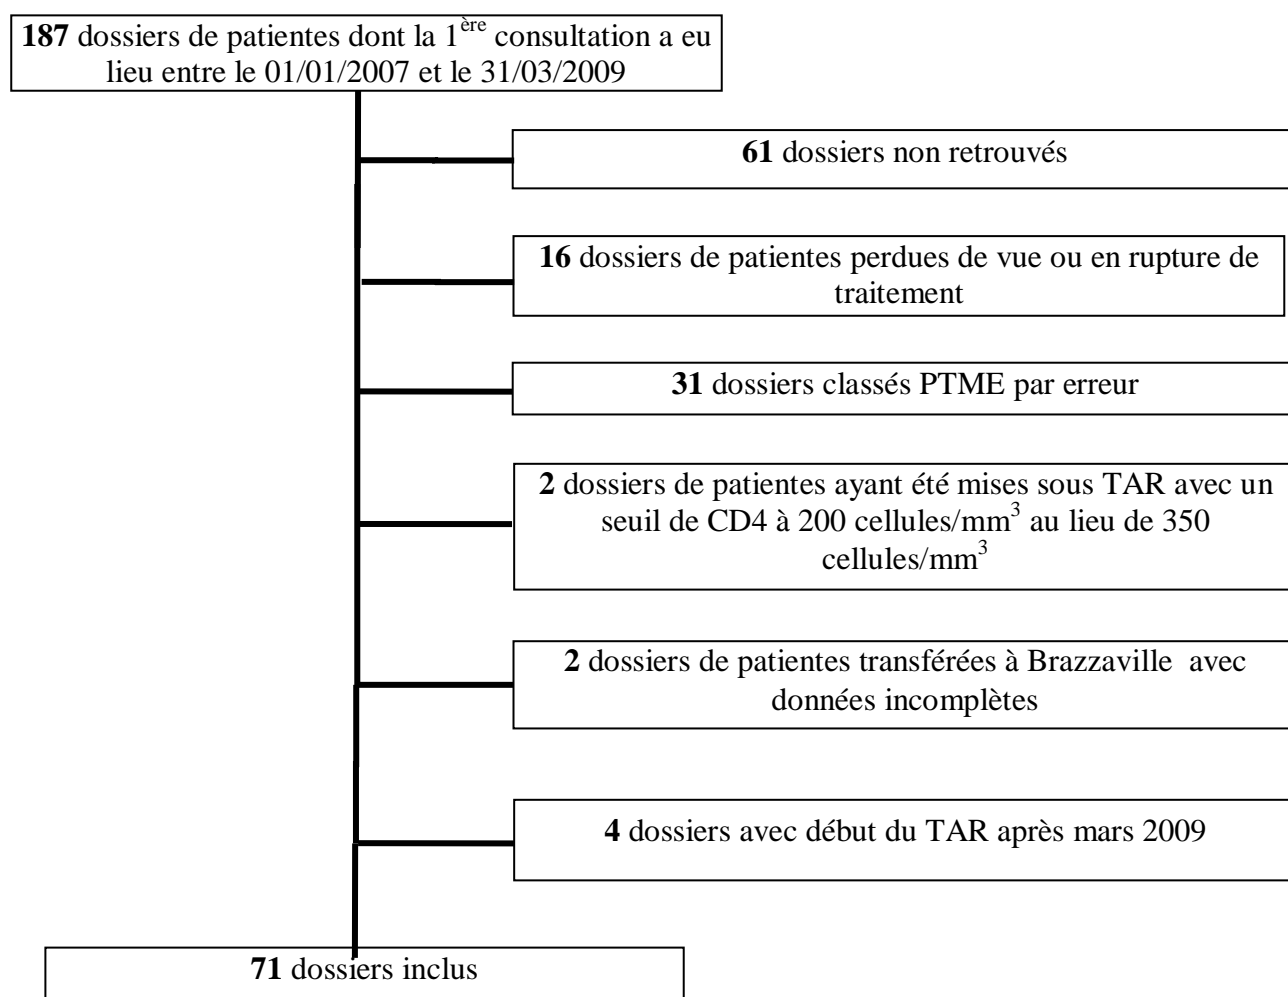 187 dossiers de patientes dont la 1ère consultation a eu
lieu entre le 01/01/2007 et le 31/03/2009
61 dossiers non retrouvés
16 dossiers de patientes perdues de vue ou en rupture de
traitement
31 dossiers classés PTME par erreur
2 dossiers de patientes ayant été mises sous TAR avec un
seuil de CD4 à 200 cellules/mm³ au lieu de 350
cellules/mm³
2 dossiers de patientes transférées à Brazzaville avec
données incomplètes
4 dossiers avec début du TAR après mars 2009
71 dossiers inclus